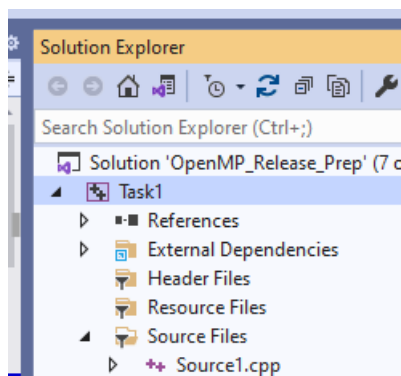 Solution Explorer
Search Solution Explorer (Ctrl+;)
Solution 'OpenMP_Release_Prep' (7 c
Task1
References
External Dependencies
Header Files
Resource Files
Source Files
Source1.cpp